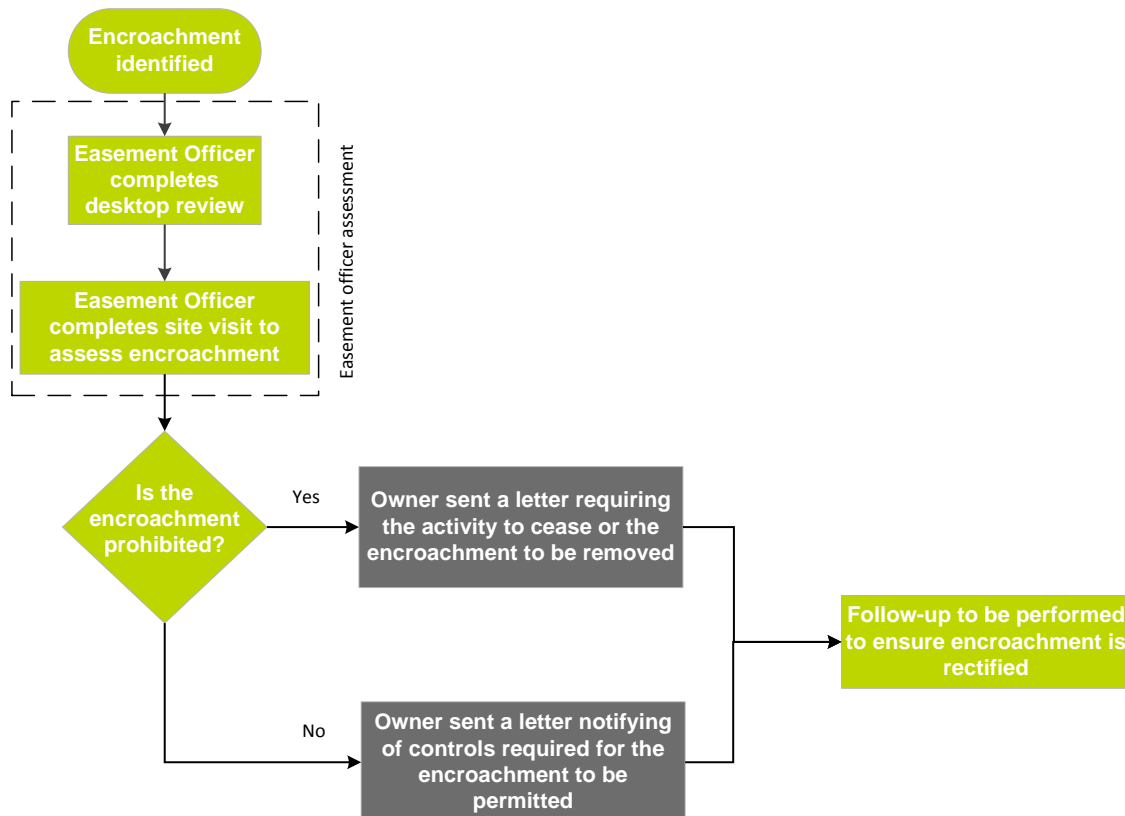 Encroachment
identified
Easement Officer
completes
desktop review
Easement Officer
completes site visit to
assess encroachment
Easement officer assessment
Is the
encroachment
prohibited?
Yes
Owner sent a letter requiring
the activity to cease or the
encroachment to be removed
No
Owner sent a letter notifying
of controls required for the
encroachment to be
permitted
Follow-up to be performed
to ensure encroachment is
rectified